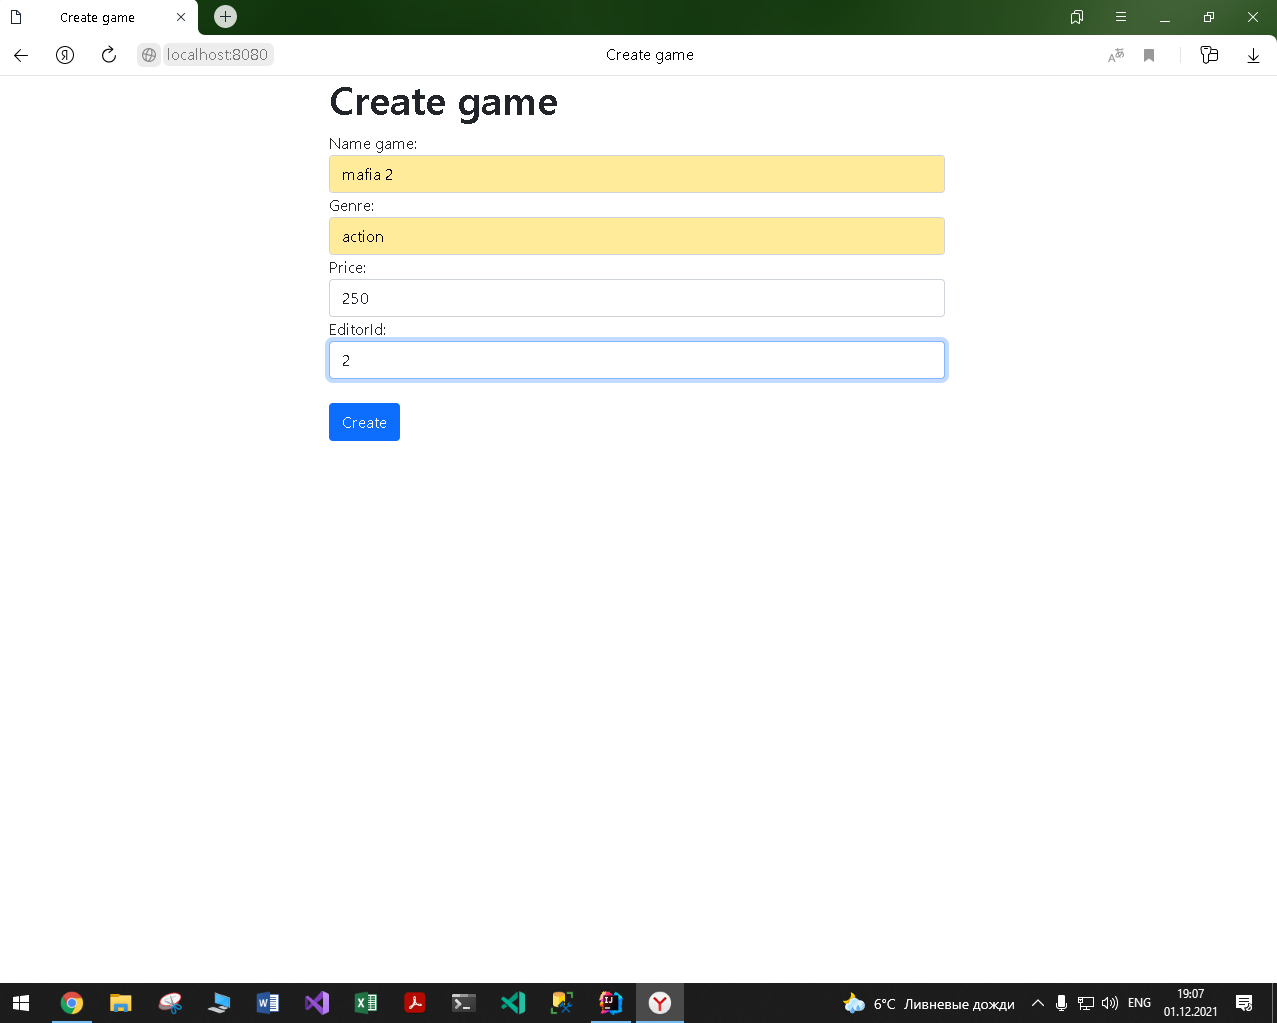 Create game
localhost:8080
Create game
Create game
Name game:
mafia 2
Genre:
action
Price:
250
EditorId:
2
Create
6°C Ливневые дожди
ENG
19:07
01.12.2021